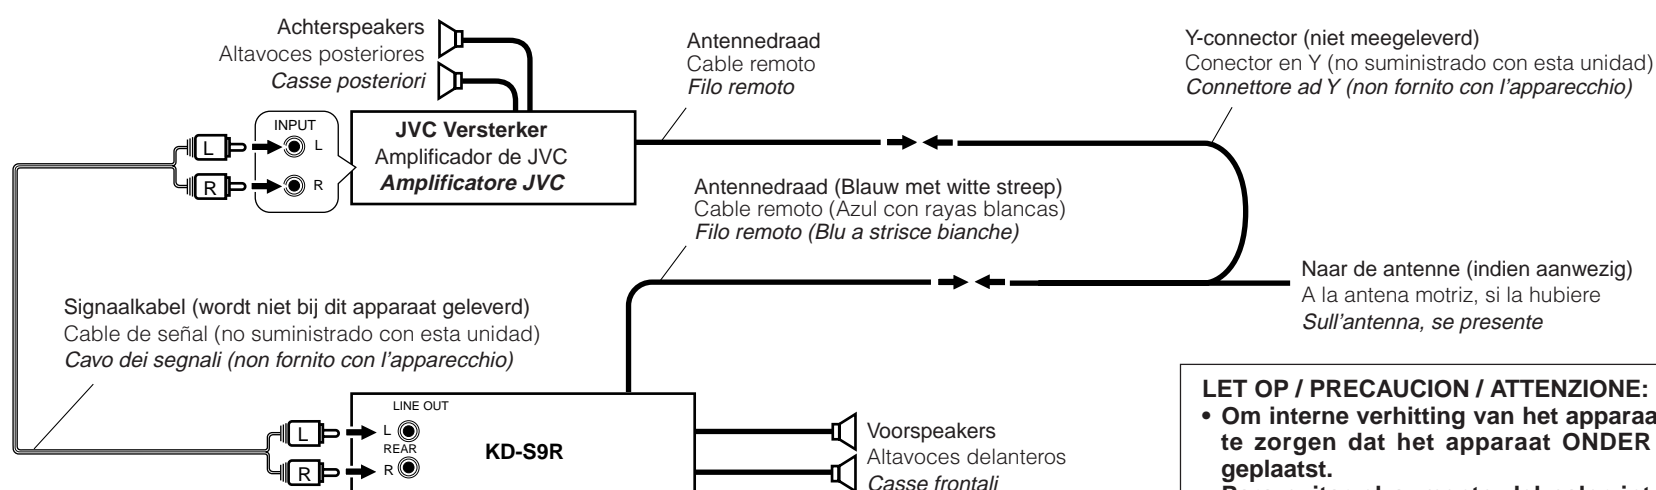 Achterspeakers
Altavoces posteriores
Casse posteriori
Antennedraad
Cable remoto
Filo remoto
Y-connector (niet meegeleverd)
Conector en Y (no suministrado con esta unidad)
Connettore ad Y (non fornito con l'apparecchio)
INPUT
L
L
R
R
JVC Versterker
Amplificador de JVC
Amplificatore JVC
Antennedraad (Blauw met witte streep)
Cable remoto (Azul con rayas blancas)
Filo remoto (Blu a strisce bianche)
Naar de antenne (indien aanwezig)
A la antena motriz, si la hubiere
Sull'antenna, se presente
Signaalkabel (wordt niet bij dit apparaat geleverd)
Cable de señal (no suministrado con esta unidad)
Cavo dei segnali (non fornito con l'apparecchio)
LINE OUT
L
L
REAR
R
R
KD-S9R
Voorspeakers
Altavoces delanteros
Casse frontali
LET OP / PRECAUCION / ATTENZIONE:
• Om interne verhitting van het apparaa
te zorgen dat het apparaat ONDER
geplaatst.